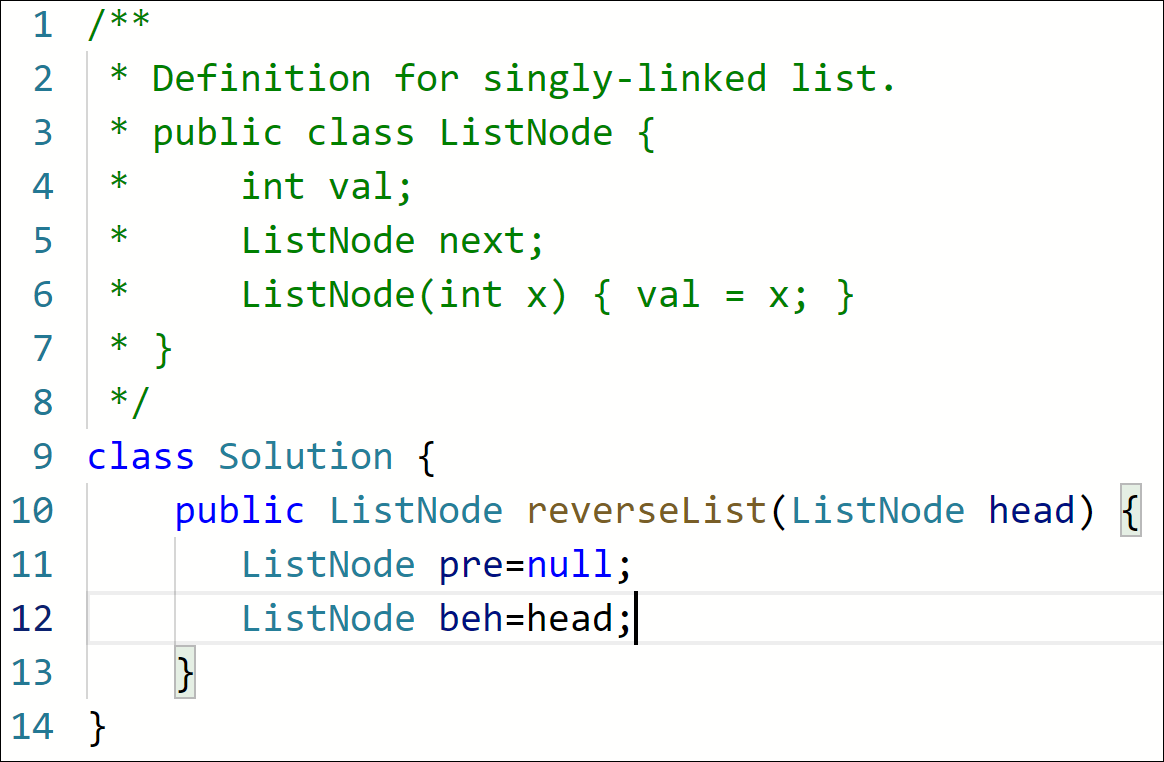 1 /**
2  * Definition for singly-linked list.
3  * public class ListNode {
4  *     int val;
5  *     ListNode next;
6  *     ListNode(int x) { val = x; }
7  * }
8  */
9 class Solution {
10     public ListNode reverseList(ListNode head) {
11        ListNode pre=null;
12        ListNode beh=head;
13     }
14 }